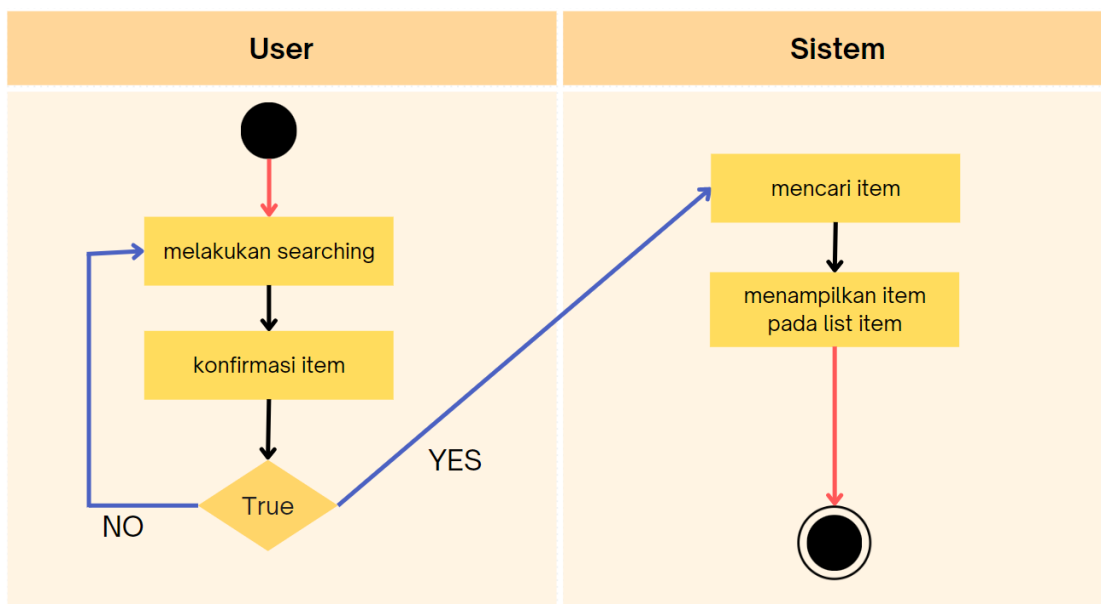 User
Sistem
melakukan searching
konfirmasi item
True
NO
YES
mencari item
menampilkan item
pada list item